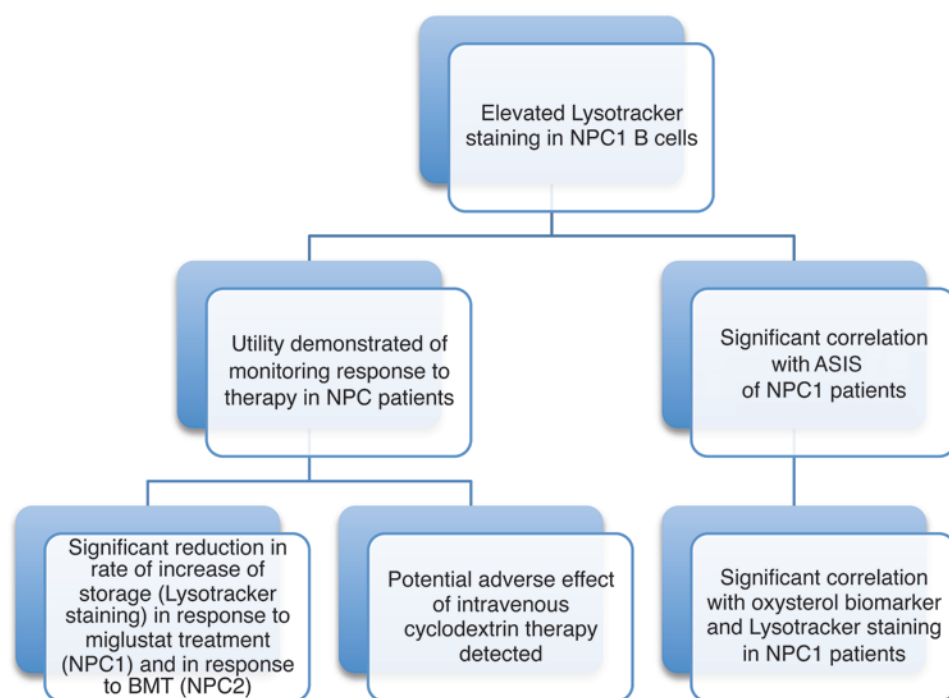 Elevated Lysotracker
staining in NPC1 B cells
Utility demonstrated of
monitoring response to
therapy in NPC patients
Significant correlation
with ASIS
of NPC1 patients
Significant reduction in
rate of increase of
storage (Lysotracker
staining) in response to
miglustat treatment
(NPC1) and in response
to BMT (NPC2)
Potential adverse effect
of intravenous
cyclodextrin therapy
detected
Significant correlation
with oxysterol biomarker
and Lysotracker staining
in NPC1 patients